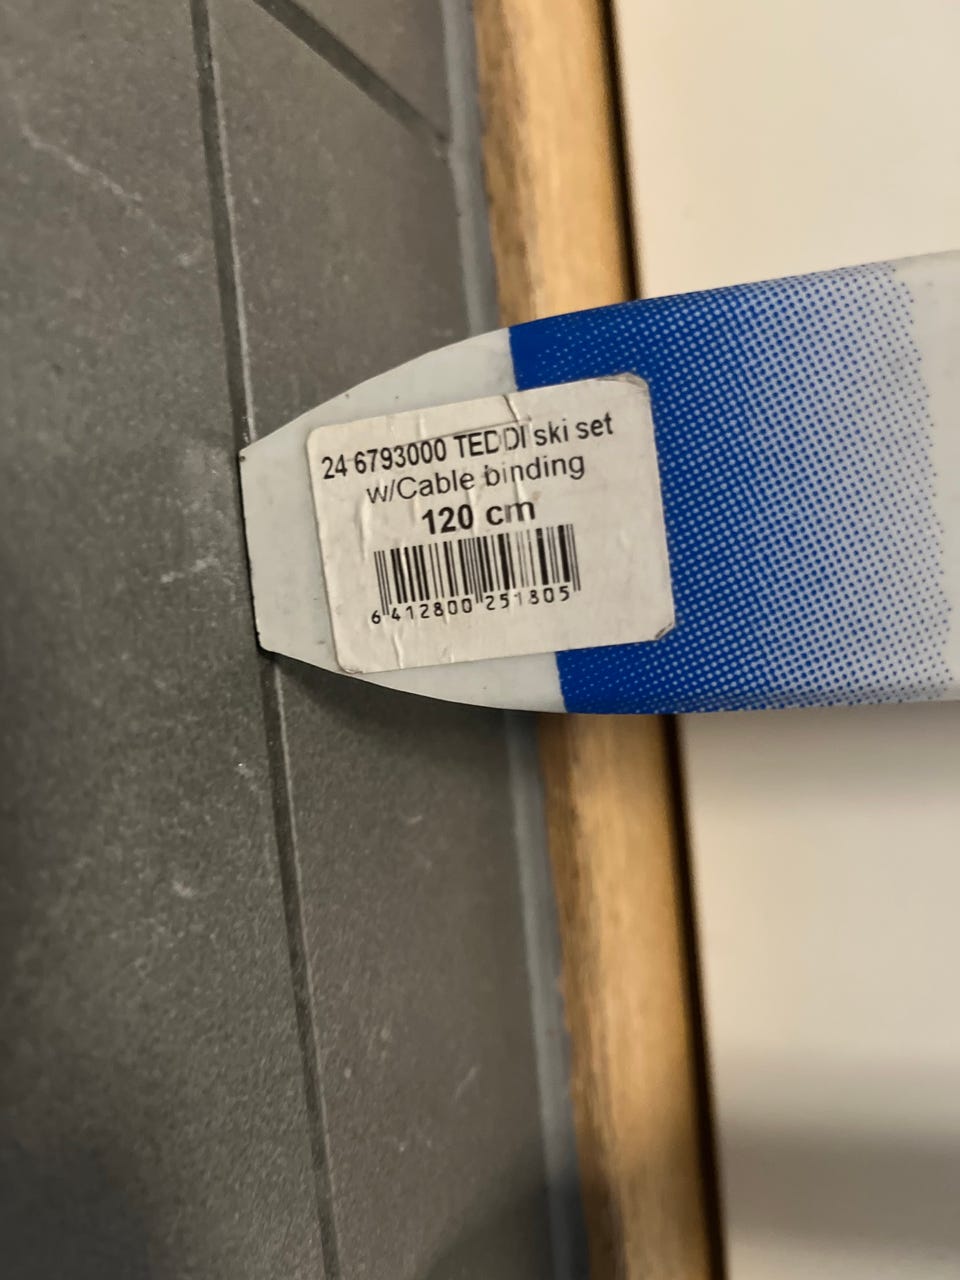 24 6793000 TEDDI ski set
w/Cable binding
120 cm
6 412800 251805